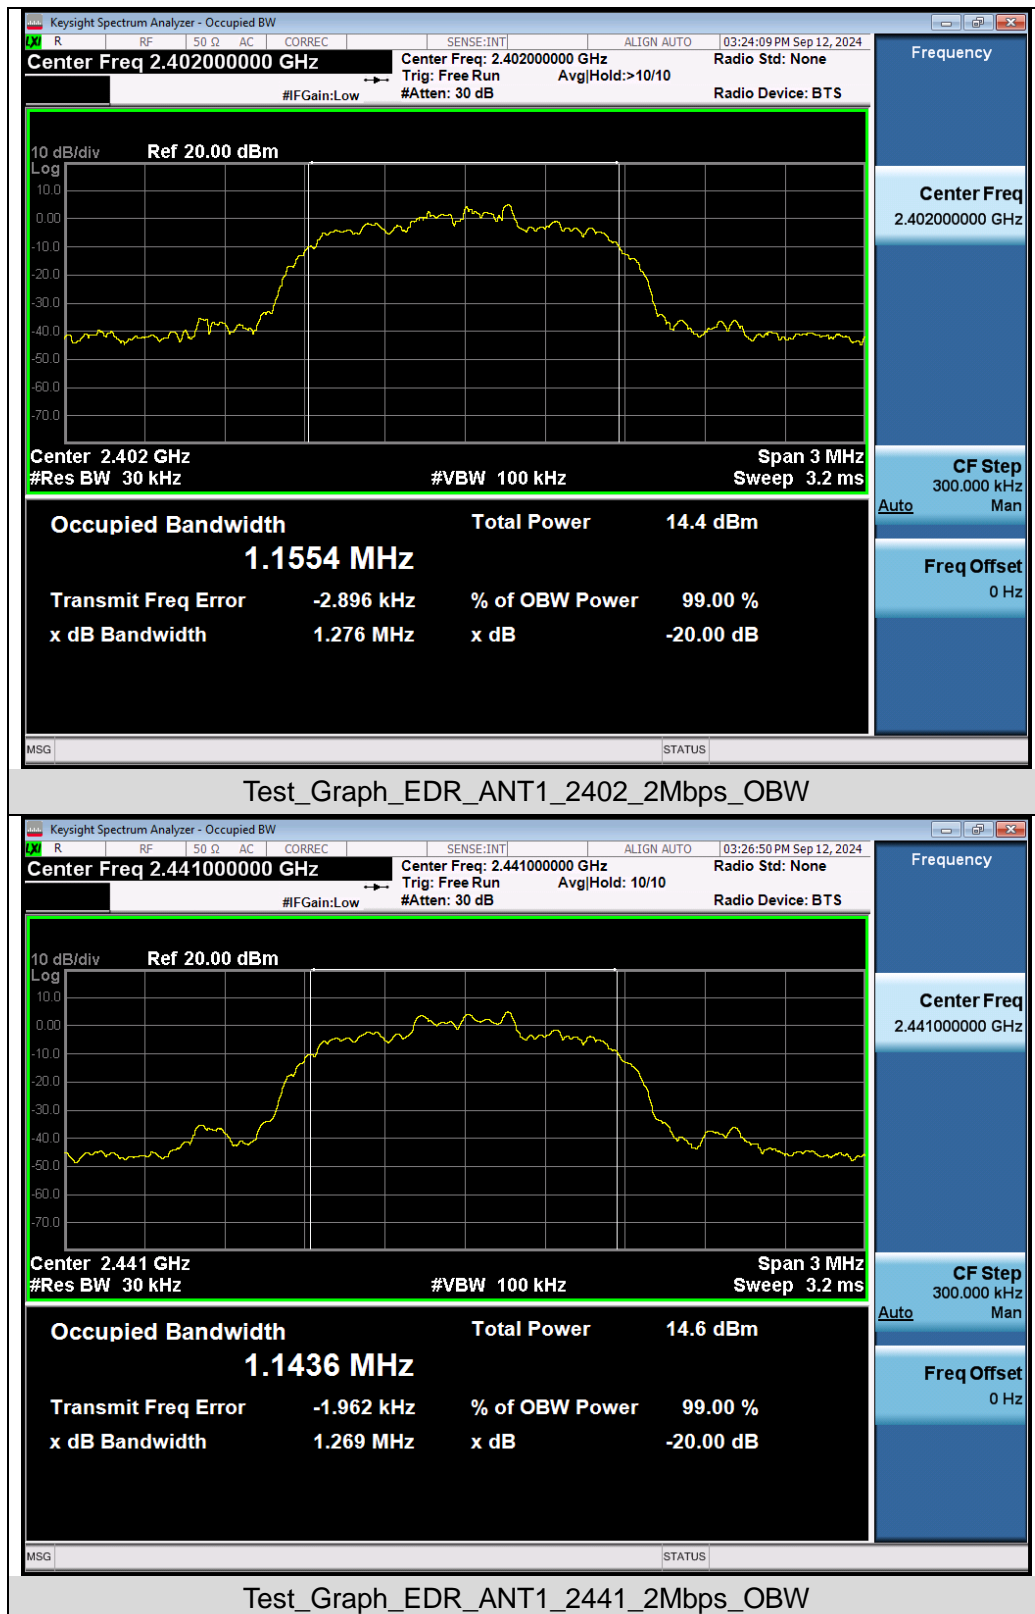 Keysight Spectrum Analyzer - Occupied BW
LXI R RF 50 Ω AC CORREC SENSE:INT ALIGN AUTO 03:24:09 PM Sep 12, 2024
Center Freq 2.402000000 GHz
Center Freq: 2.402000000 GHz
Radio Std: None
Trig: Free Run Avg|Hold:>10/10
#IFGain:Low
#Atten: 30 dB
Radio Device: BTS
Frequency
10 dB/div Ref 20.00 dBm
Log
10.0
0.00
-10.0
-20.0
-30.0
-40.0
-50.0
-60.0
-70.0
Center Freq
2.402000000 GHz
Center 2.402 GHz
Span 3 MHz
#Res BW 30 kHz
#VBW 100 kHz
Sweep 3.2 ms
CF Step
300.000 kHz
Auto Man
Occupied Bandwidth
Total Power 14.4 dBm
1.1554 MHz
Freq Offset
0 Hz
Transmit Freq Error -2.896 kHz % of OBW Power 99.00 %
x dB Bandwidth 1.276 MHz x dB -20.00 dB
MSG STATUS
Test_Graph_EDR_ANT1_2402_2Mbps_OBW
Keysight Spectrum Analyzer - Occupied BW
LXI R RF 50 Ω AC CORREC SENSE:INT ALIGN AUTO 03:26:50 PM Sep 12, 2024
Center Freq 2.441000000 GHz
Center Freq: 2.441000000 GHz
Radio Std: None
Trig: Free Run Avg|Hold: 10/10
#IFGain:Low
#Atten: 30 dB
Radio Device: BTS
Frequency
10 dB/div Ref 20.00 dBm
Log
10.0
0.00
-10.0
-20.0
-30.0
-40.0
-50.0
-60.0
-70.0
Center Freq
2.441000000 GHz
Center 2.441 GHz
Span 3 MHz
#Res BW 30 kHz
#VBW 100 kHz
Sweep 3.2 ms
CF Step
300.000 kHz
Auto Man
Occupied Bandwidth
Total Power 14.6 dBm
1.1436 MHz
Freq Offset
0 Hz
Transmit Freq Error -1.962 kHz % of OBW Power 99.00 %
x dB Bandwidth 1.269 MHz x dB -20.00 dB
MSG STATUS
Test_Graph_EDR_ANT1_2441_2Mbps_OBW